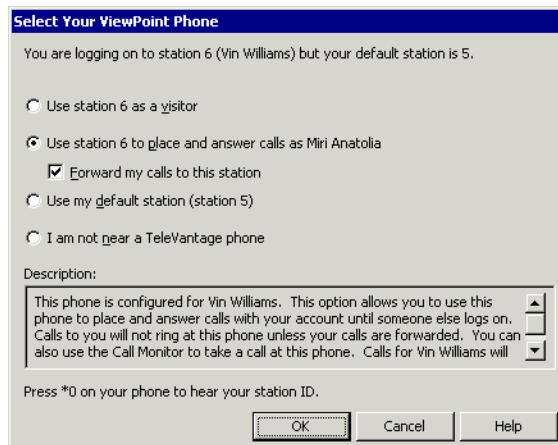 Select Your ViewPoint Phone
You are logging on to station 6 (Vin Williams) but your default station is 5.
Use station 6 as a visitor
Use station 6 to place and answer calls as Miri Anatolia
Forward my calls to this station
Use my default station (station 5)
I am not near a TeleVantage phone
Description:
This phone is configured for Vin Williams. This option allows you to use this
phone to place and answer calls with your account until someone else logs on.
Calls to you will not ring at this phone unless your calls are forwarded. You can
also use the Call Monitor to take a call at this phone. Calls for Vin Williams will
Press *0 on your phone to hear your station ID.
OK Cancel Help